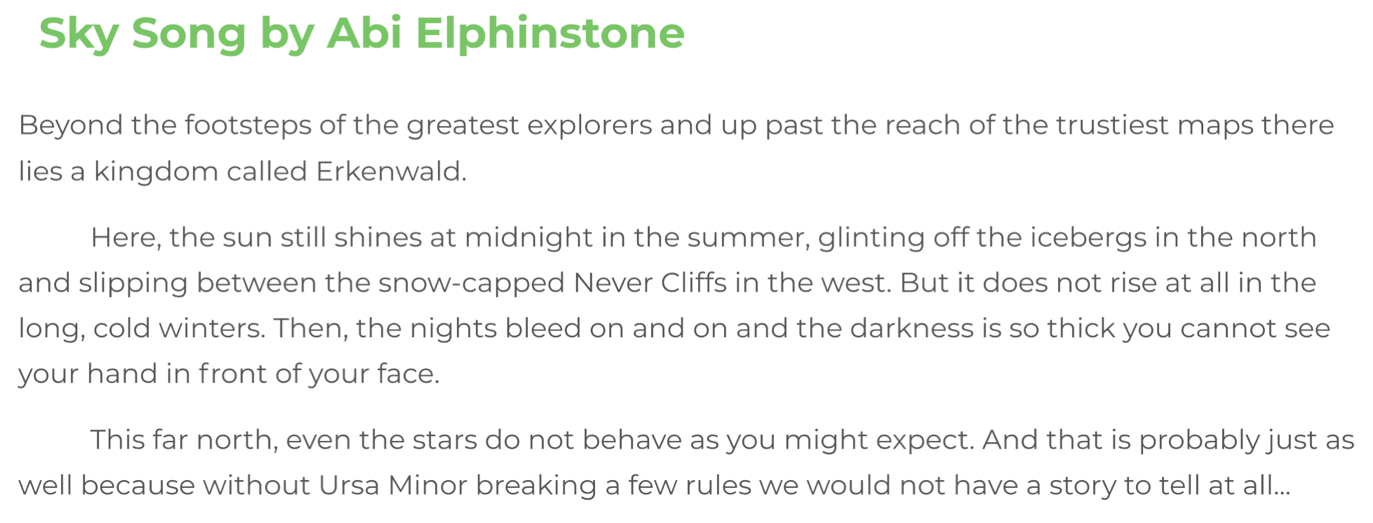 Sky Song by Abi Elphinstone
Beyond the footsteps of the greatest explorers and up past the reach of the trustiest maps there
lies a kingdom called Erkenwald.
Here, the sun still shines at midnight in the summer, glinting off the icebergs in the north
and slipping between the snow-capped Never Cliffs in the west. But it does not rise at all in the
long, cold winters. Then, the nights bleed on and on and the darkness is so thick you cannot see
your hand in front of your face.
This far north, even the stars do not behave as you might expect. And that is probably just as
well because without Ursa Minor breaking a few rules we would not have a story to tell at all...